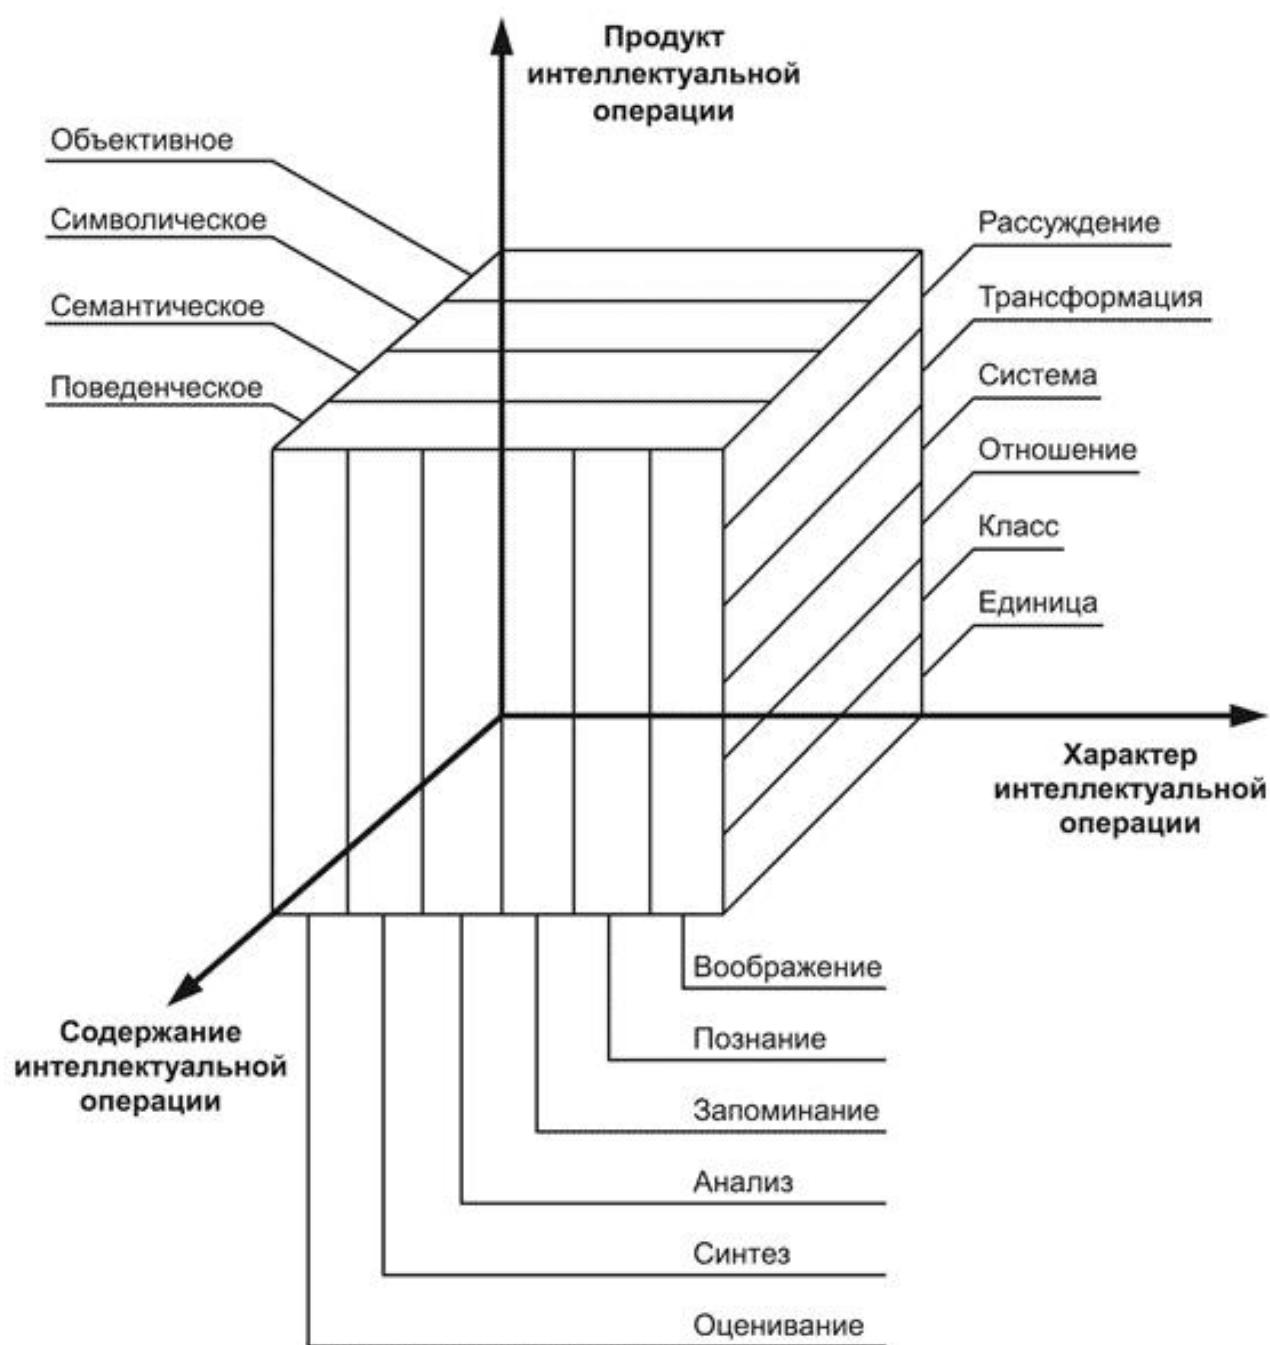 Продукт
интеллектуальной
операции
Объективное
Символическое
Семантическое
Поведенческое
Рассуждение
Трансформация
Система
Отношение
Класс
Единица
Характер
интеллектуальной
операции
Содержание
интеллектуальной
операции
Воображение
Познание
Запоминание
Анализ
Синтез
Оценивание